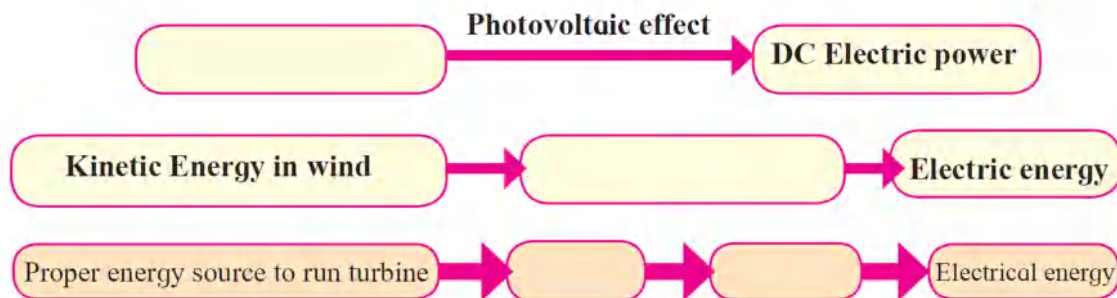 Photovoltaic effect
DC Electric power
Kinetic Energy in wind
Electric energy
Proper energy source to run turbine
Electrical energy